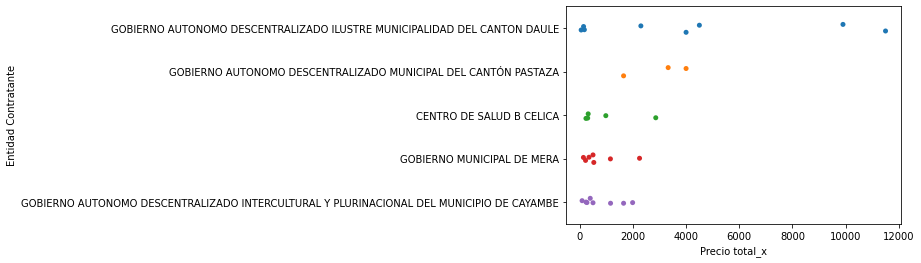 GOBIERNO AUTONOMO DESCENTRALIZADO ILUSTRE MUNICIPALIDAD DEL CANTON DAULE
GOBIERNO AUTONOMO DESCENTRALIZADO MUNICIPAL DEL CANTÓN PASTAZA
CENTRO DE SALUD B CELICA
GOBIERNO MUNICIPAL DE MERA
GOBIERNO AUTONOMO DESCENTRALIZADO INTERCULTURAL Y PLURINACIONAL DEL MUNICIPIO DE CAYAMBE
Entidad Contratante
0 2000 4000 6000 8000 10000 12000
Precio total_x